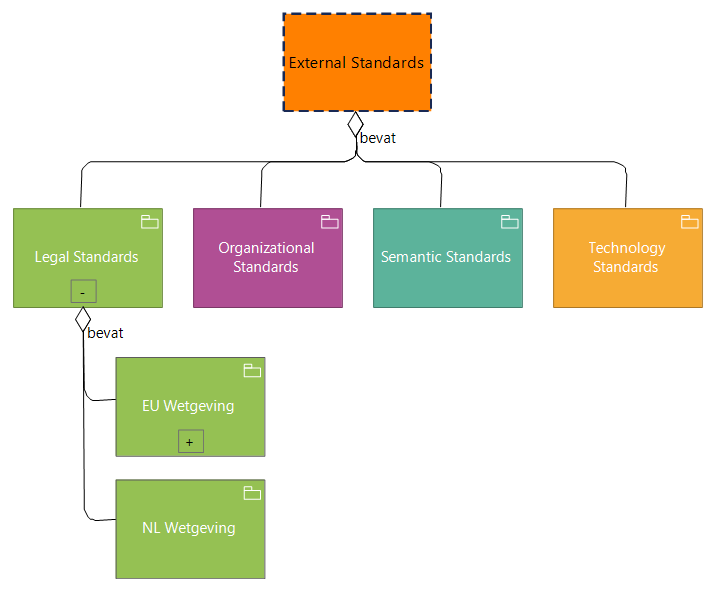 External Standards
bevat
Legal Standards
Organizational
Standards
Semantic Standards
Technology
Standards
-
bevat
EU Wetgeving
+
NL Wetgeving